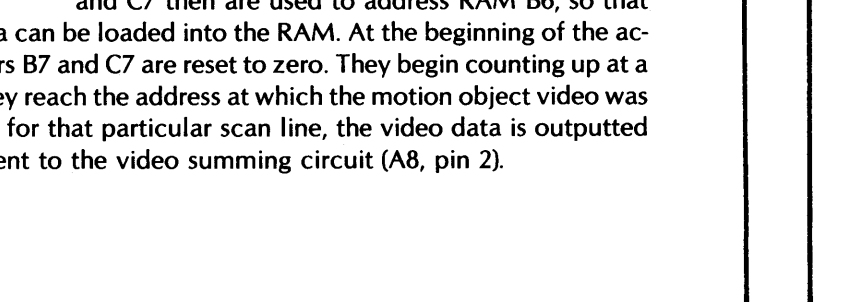 and C7 then are used to address RAM B6, so that
can be loaded into the RAM. At the beginning of the ac-
B7 and C7 are reset to zero. They begin counting up at a
reach the address at which the motion object video was
for that particular scan line, the video data is outputted
to the video summing circuit (A8, pin 2).